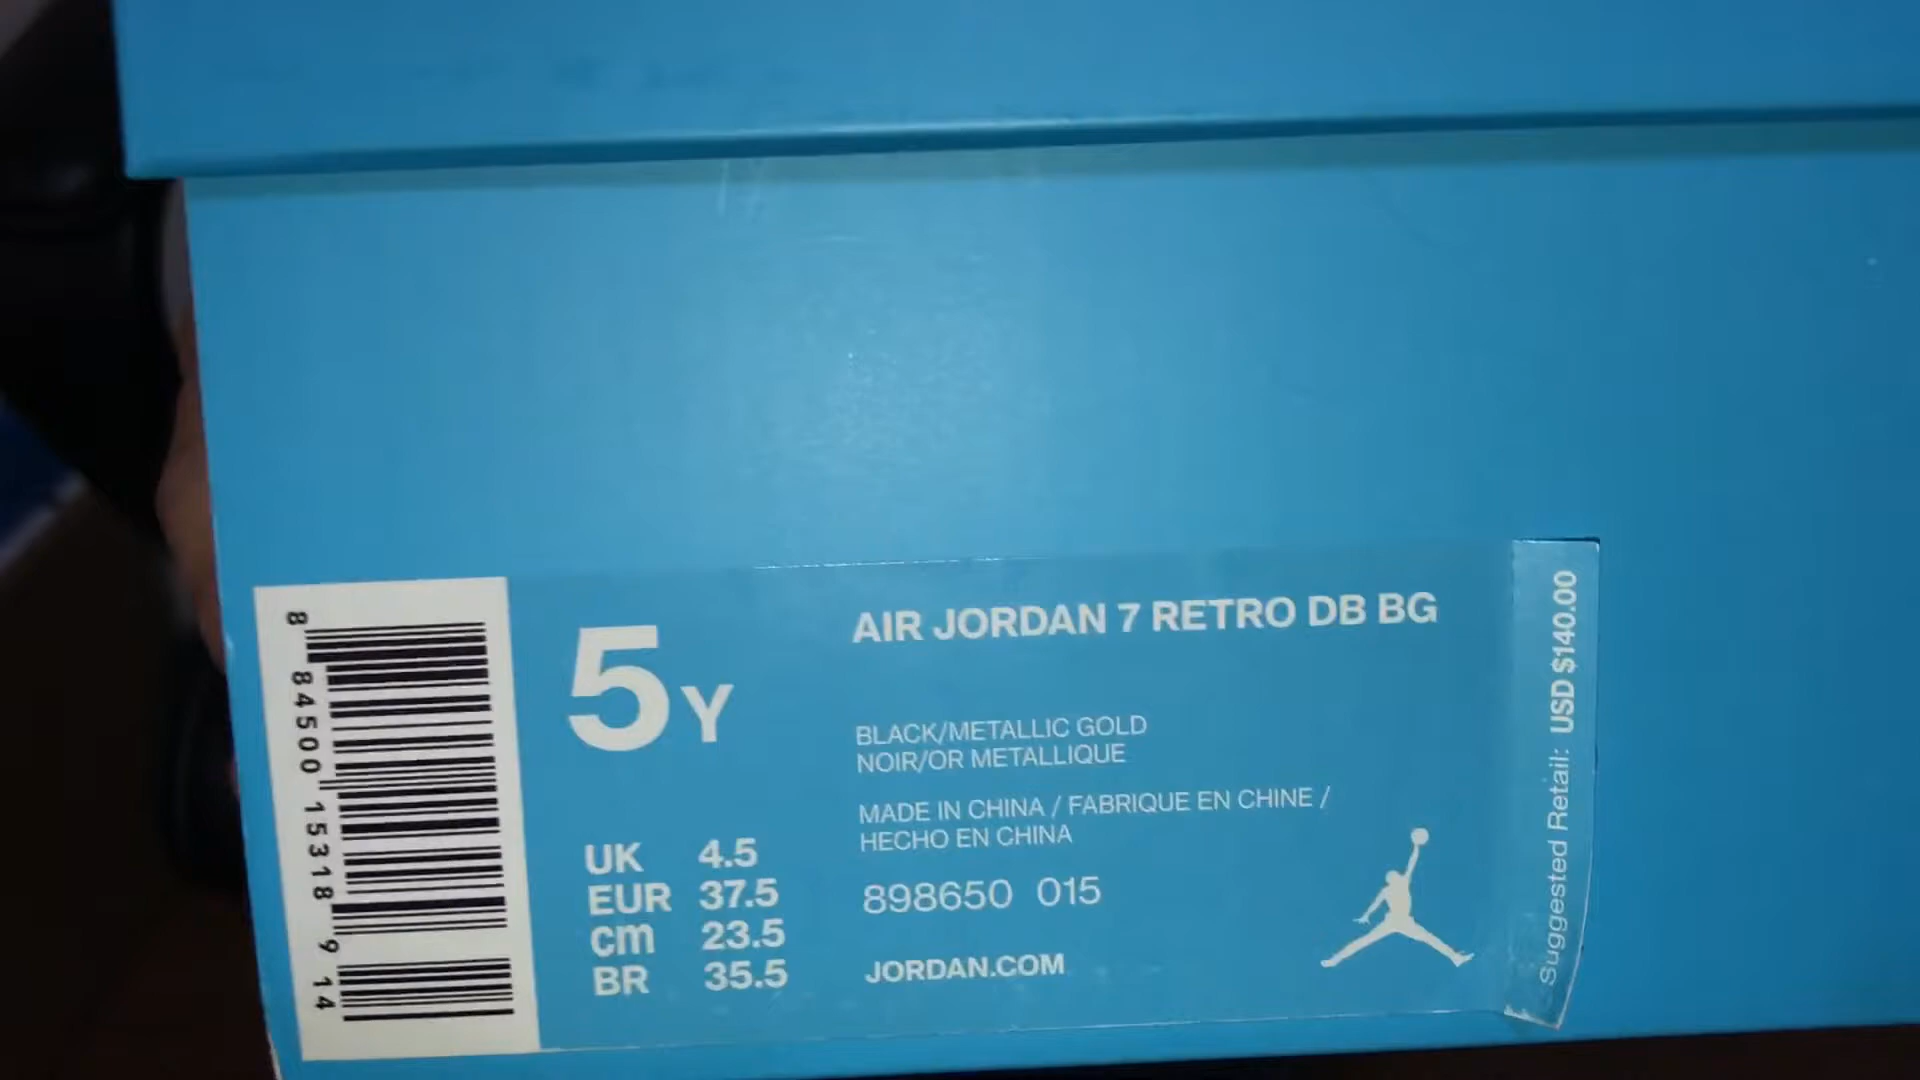 8 84500 15318 9 14
5Y
UK 4.5
EUR 37.5
cm 23.5
BR 35.5
AIR JORDAN 7 RETRO DB BG
BLACK/METALLIC GOLD
NOIR/OR METALLIQUE
MADE IN CHINA / FABRIQUE EN CHINE /
HECHO EN CHINA
898650 015
JORDAN.COM
Suggested Retail: USD $140.00